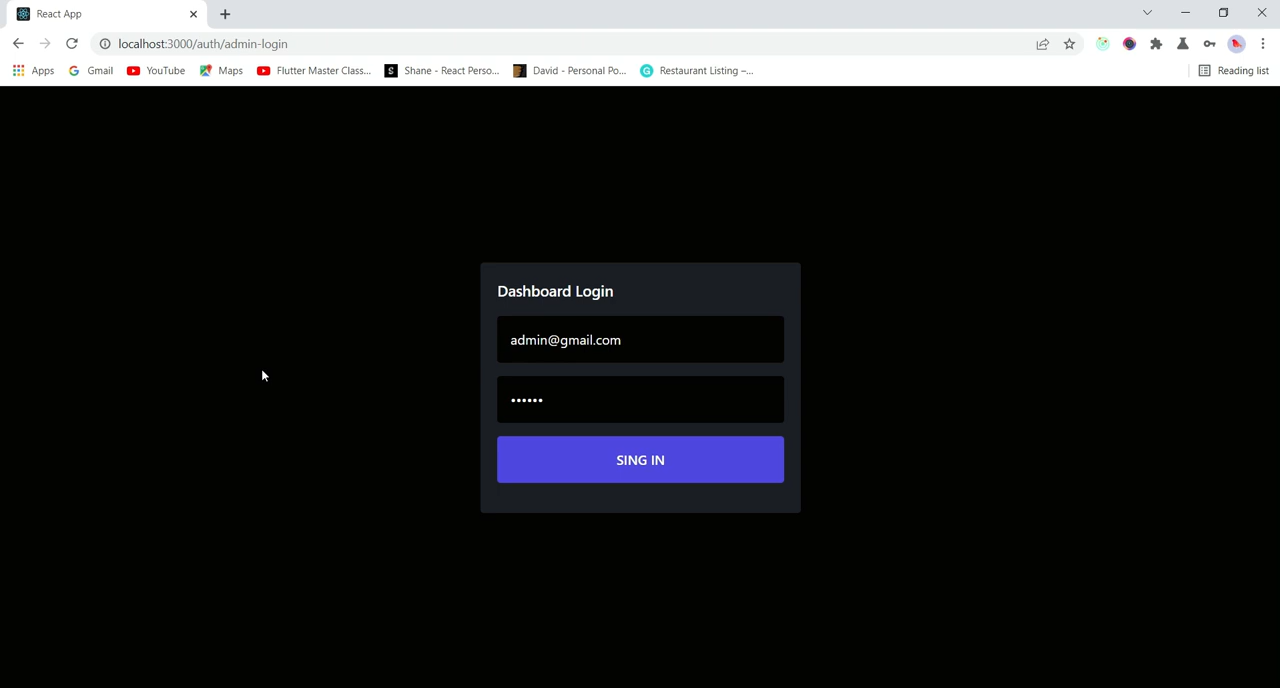 React App
localhost:3000/auth/admin-login
Apps Gmail YouTube Maps Flutter Master Class... Shane - React Perso... David - Personal Po... Restaurant Listing –... Reading list
Dashboard Login
admin@gmail.com
••••••
SING IN